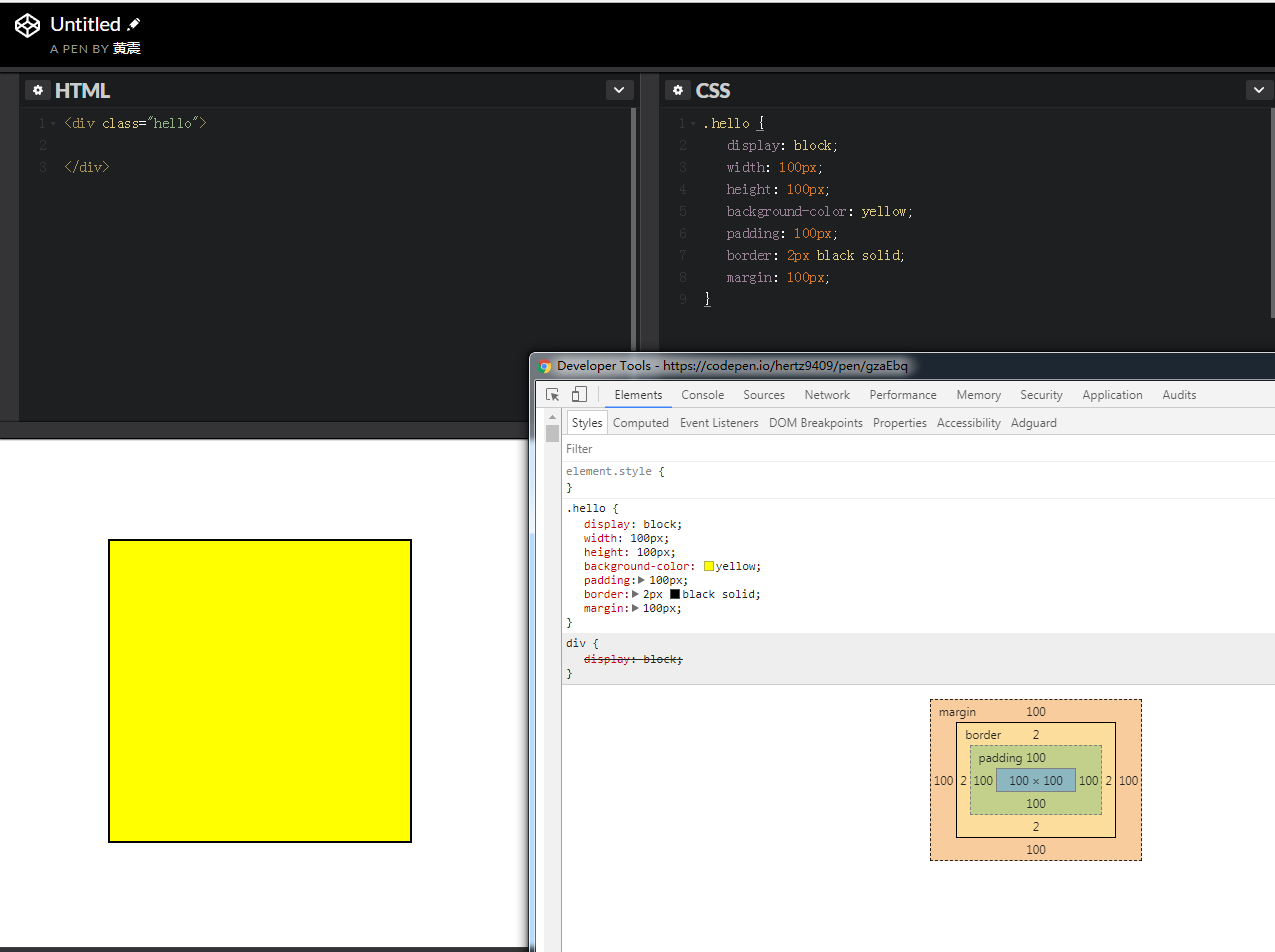 Untitled
A PEN BY 黄震
HTML
1 <div class="hello">
2
3 </div>
CSS
1 .hello {
2 display: block;
3 width: 100px;
4 height: 100px;
5 background-color: yellow;
6 padding: 100px;
7 border: 2px black solid;
8 margin: 100px;
9 }
Developer Tools - https://codepen.io/hertz9409/pen/gzaEbq
Elements Console Sources Network Performance Memory Security Application Audits
Styles Computed Event Listeners DOM Breakpoints Properties Accessibility Adguard
Filter
element.style {
}
.hello {
display: block;
width: 100px;
height: 100px;
background-color: yellow;
padding: 100px;
border: 2px black solid;
margin: 100px;
}
div {
display: block;
}
margin 100
border 2
padding 100
100 2 100 100 × 100 100 2 100
100
2
100